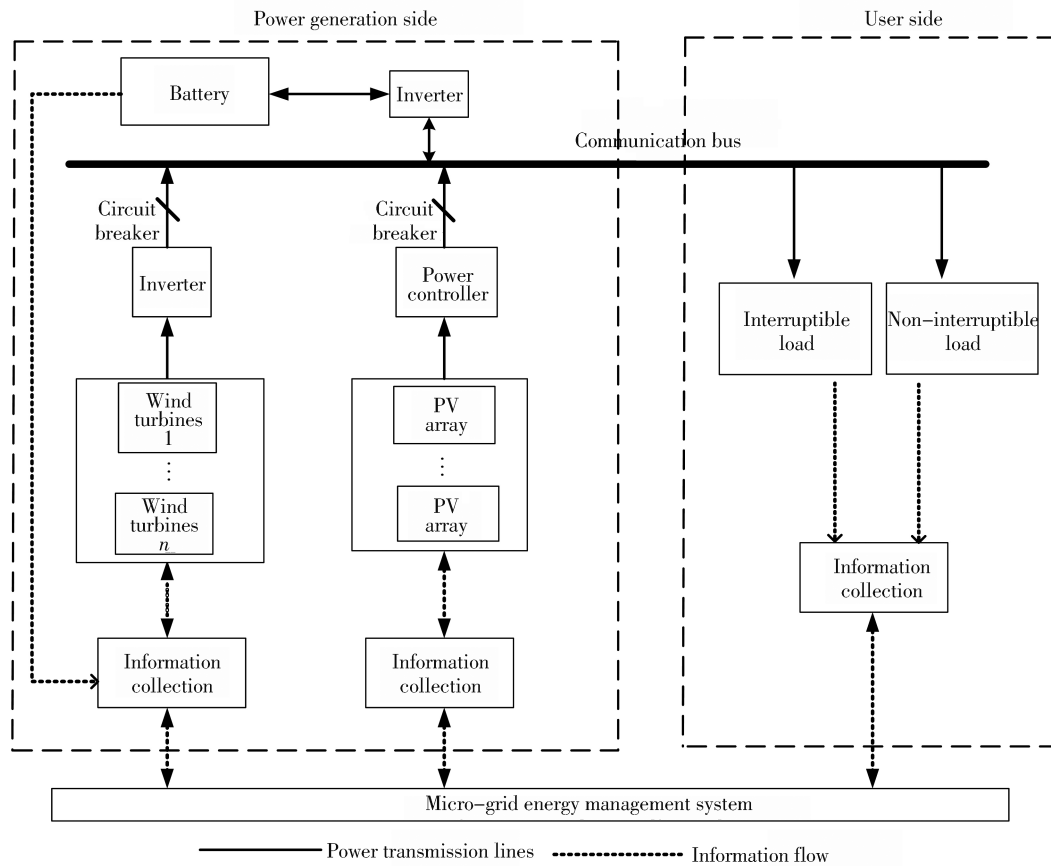 Power generation side
User side
Battery
Inverter
Communication bus
Circuit
breaker
Circuit
breaker
Inverter
Power
controller
Interruptible
load
Non-interruptible
load
Wind
turbines
1
⋮
Wind
turbines
n
PV
array
...
PV
array
Information
collection
Information
collection
Information
collection
Micro-grid energy management system
Power transmission lines
Information flow